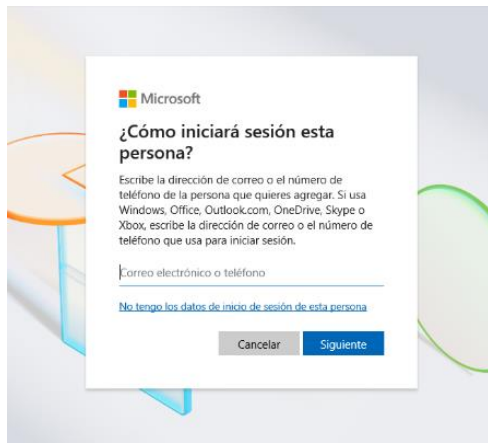 Microsoft
¿Cómo iniciará sesión esta
persona?
Escribe la dirección de correo o el número de
teléfono de la persona que quieres agregar. Si usa
Windows, Office, Outlook.com, OneDrive, Skype o
Xbox, escribe la dirección de correo o el número de
teléfono que usa para iniciar sesión.
Correo electrónico o teléfono
No tengo los datos de inicio de sesión de esta persona
Cancelar Siguiente